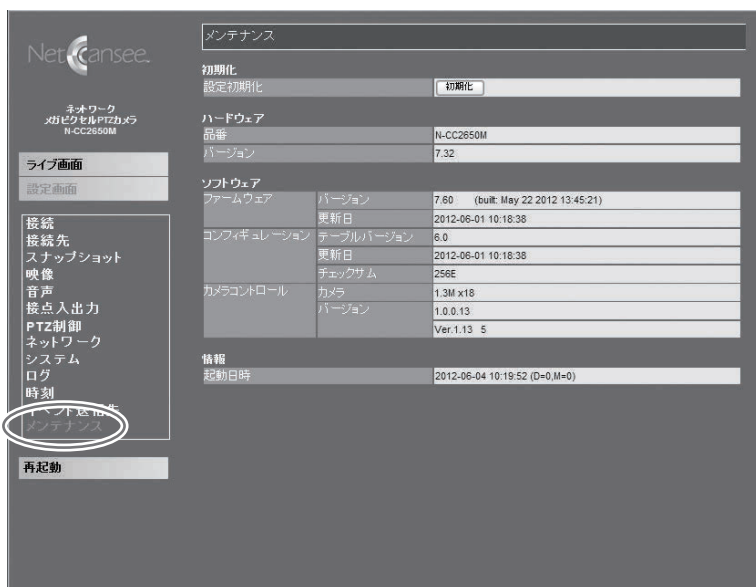 NetCansee
ネットワーク
メガピクセルPTZカメラ
N-CC2650M
ライブ画面
設定画面
接続
接続先
スナップショット
映像
音声
接点入出力
PTZ制御
ネットワーク
システム
ログ
時刻
イベント送信先
メンテナンス
再起動
メンテナンス
初期化
設定初期化 初期化
ハードウェア
品番 N-CC2650M
バージョン 7.32
ソフトウェア
ファームウェア バージョン 7.60 (built: May 22 2012 13:45:21)
更新日 2012-06-01 10:18:38
コンフィギュレーション テーブルバージョン 6.0
更新日 2012-06-01 10:18:38
チェックサム 256E
カメラコントロール カメラ 1.3M x18
バージョン 1.0.0.13
Ver.1.13 5
情報
起動日時 2012-06-04 10:19:52 (D=0,M=0)